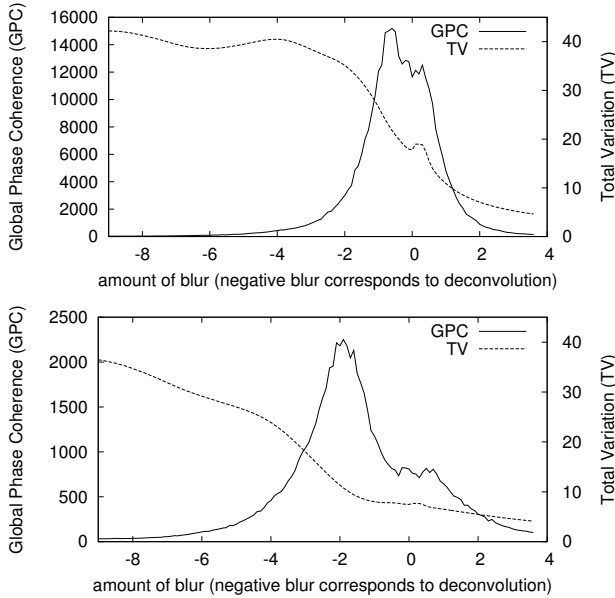 Global Phase Coherence (GPC)
16000
14000
12000
10000
8000
6000
4000
2000
0
GPC
TV
40
30
20
10
0
Total Variation (TV)
-8 -6 -4 -2 0 2
amount of blur (negative blur corresponds to deconvolution)
Global Phase Coherence (GPC)
2500
2000
1500
1000
500
0
GPC
TV
40
30
20
10
0
Total Variation (TV)
-8 -6 -4 -2 0 2
amount of blur (negative blur corresponds to deconvolution)